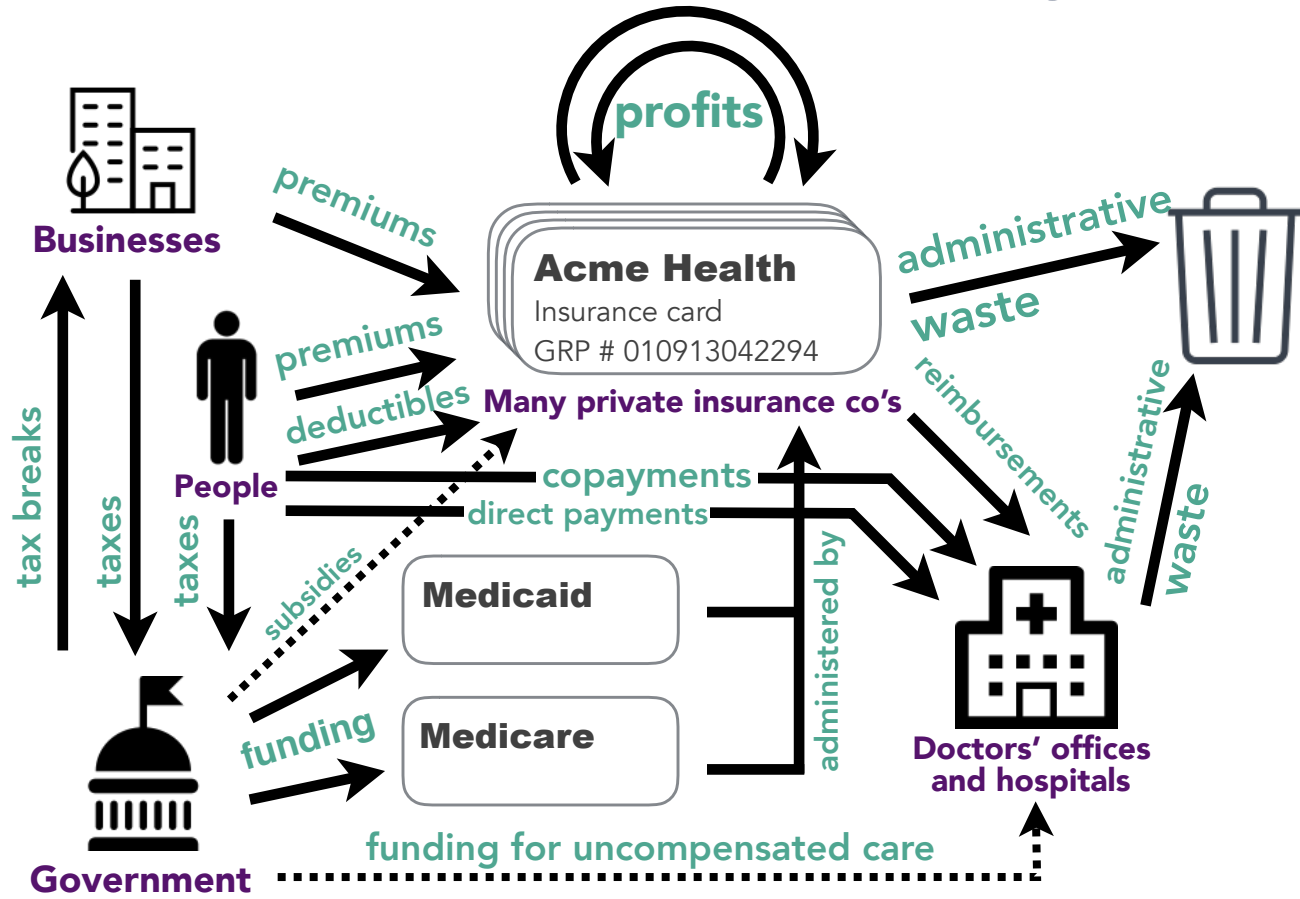 profits
premiums
Businesses
administrative
waste
Acme Health
Insurance card
GRP # 010913042294
premiums
deductibles
Many private insurance co's
reimbursements
administrative
waste
People
copayments
direct payments
tax breaks
taxes
taxes
subsidies
Medicaid
administered by
Medicare
funding
Doctors' offices
and hospitals
funding for uncompensated care
Government